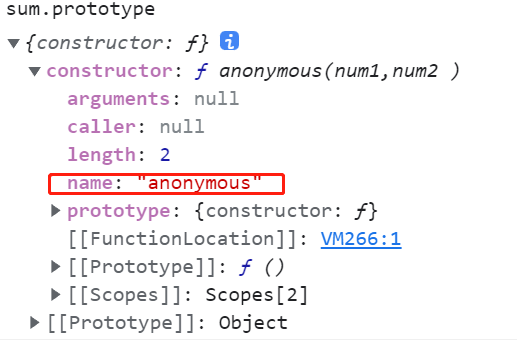 sum.prototype
▼{constructor: ƒ} i
▼constructor: ƒ anonymous(num1,num2 )
arguments: null
caller: null
length: 2
name: "anonymous"
▶prototype: {constructor: ƒ}
[[FunctionLocation]]: VM266:1
▶[[Prototype]]: ƒ ()
▶[[Scopes]]: Scopes[2]
▶[[Prototype]]: Object